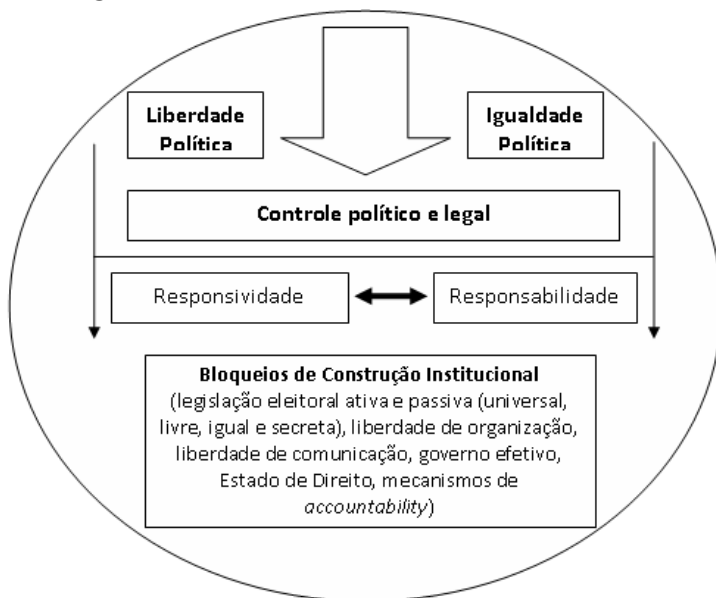 Liberdade
Política
Igualdade
Política
Controle político e legal
Responsividade
Responsabilidade
Bloqueios de Construção Institucional
(legislação eleitoral ativa e passiva (universal,
livre, igual e secreta), liberdade de organização,
liberdade de comunicação, governo efetivo,
Estado de Direito, mecanismos de
accountability)